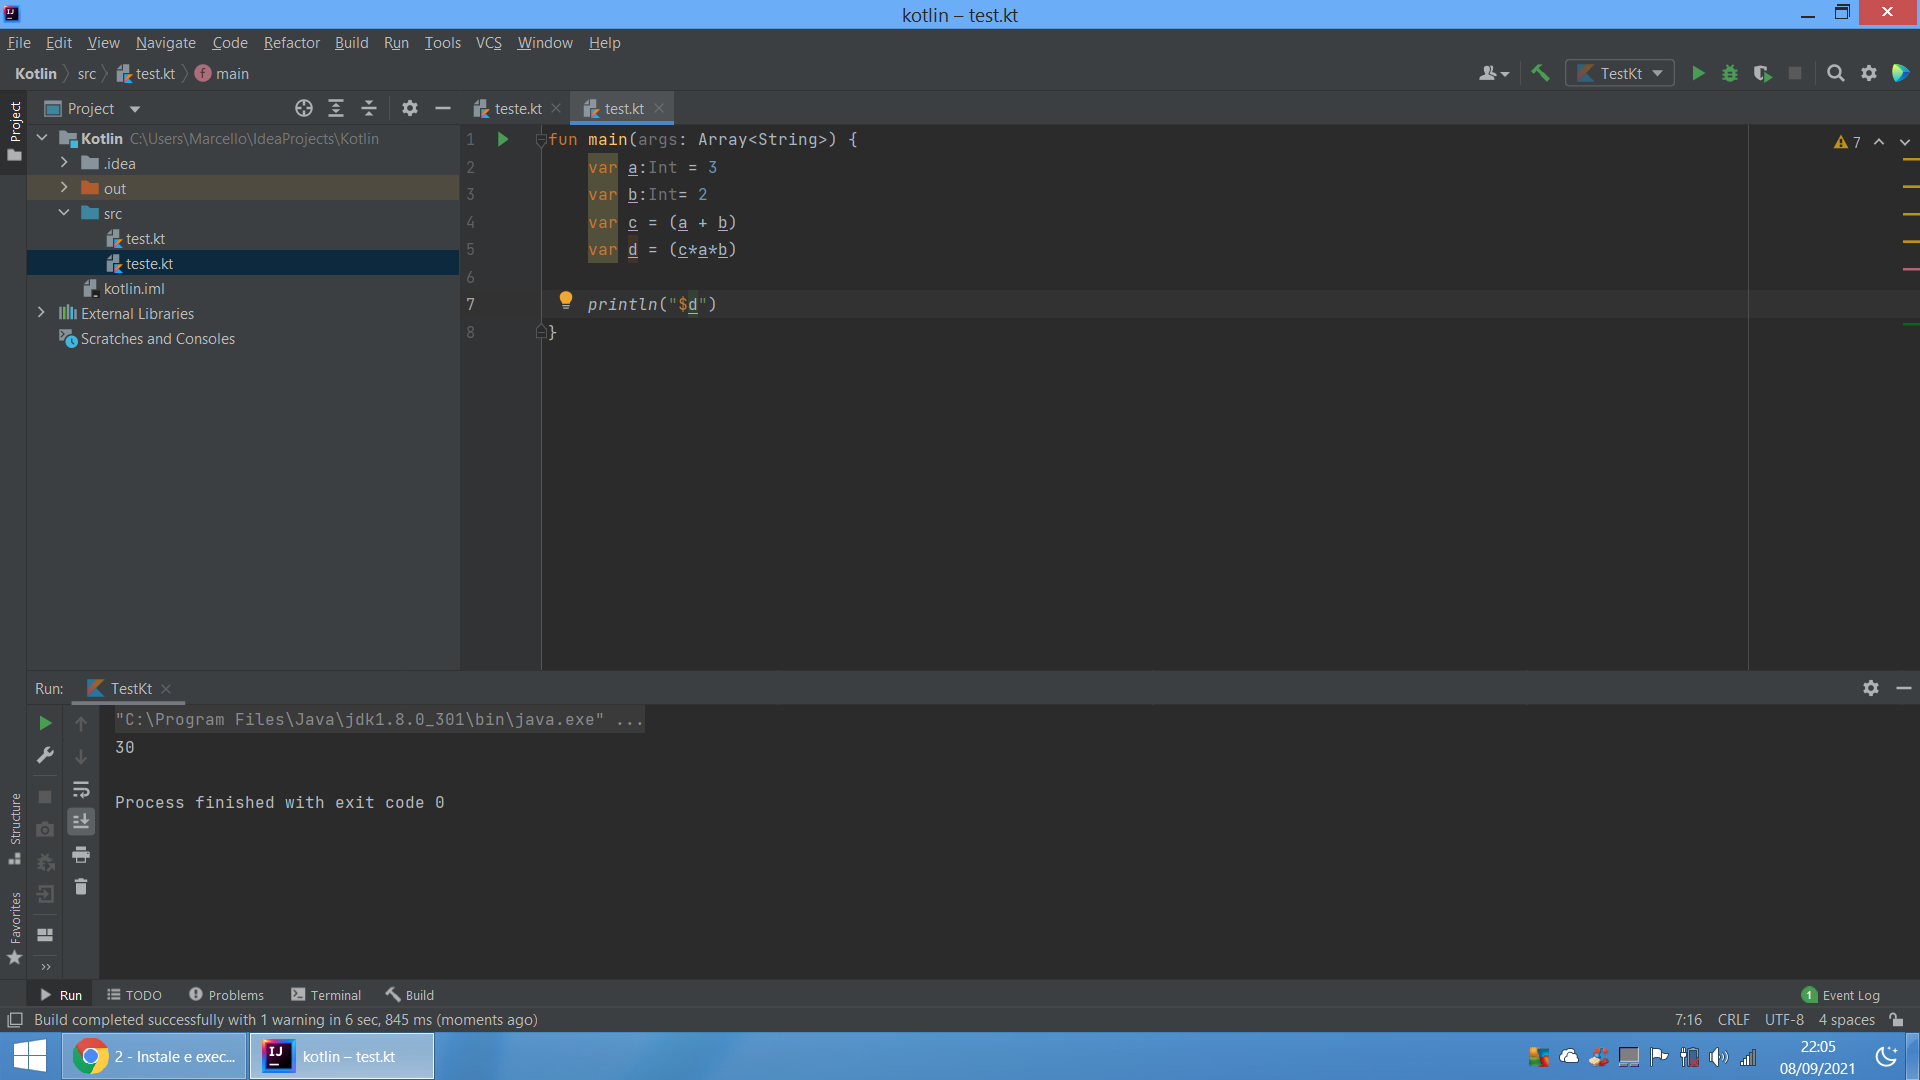 kotlin – test.kt
File Edit View Navigate Code Refactor Build Run Tools VCS Window Help
Kotlin src test.kt main
TestKt
Project
Project
teste.kt test.kt
Kotlin C:\Users\Marcello\IdeaProjects\Kotlin
.idea
out
src
test.kt
teste.kt
kotlin.iml
External Libraries
Scratches and Consoles
1 fun main(args: Array<String>) {
2 var a:Int = 3
3 var b:Int= 2
4 var c = (a + b)
5 var d = (c*a*b)
6
7 println("$d")
8 }
7
Run: TestKt
"C:\Program Files\Java\jdk1.8.0_301\bin\java.exe" ...
30
Process finished with exit code 0
Structure
Favorites
Run TODO Problems Terminal Build
1 Event Log
Build completed successfully with 1 warning in 6 sec, 845 ms (moments ago)
7:16 CRLF UTF-8 4 spaces
2 - Instale e exec...
kotlin – test.kt
22:05
08/09/2021